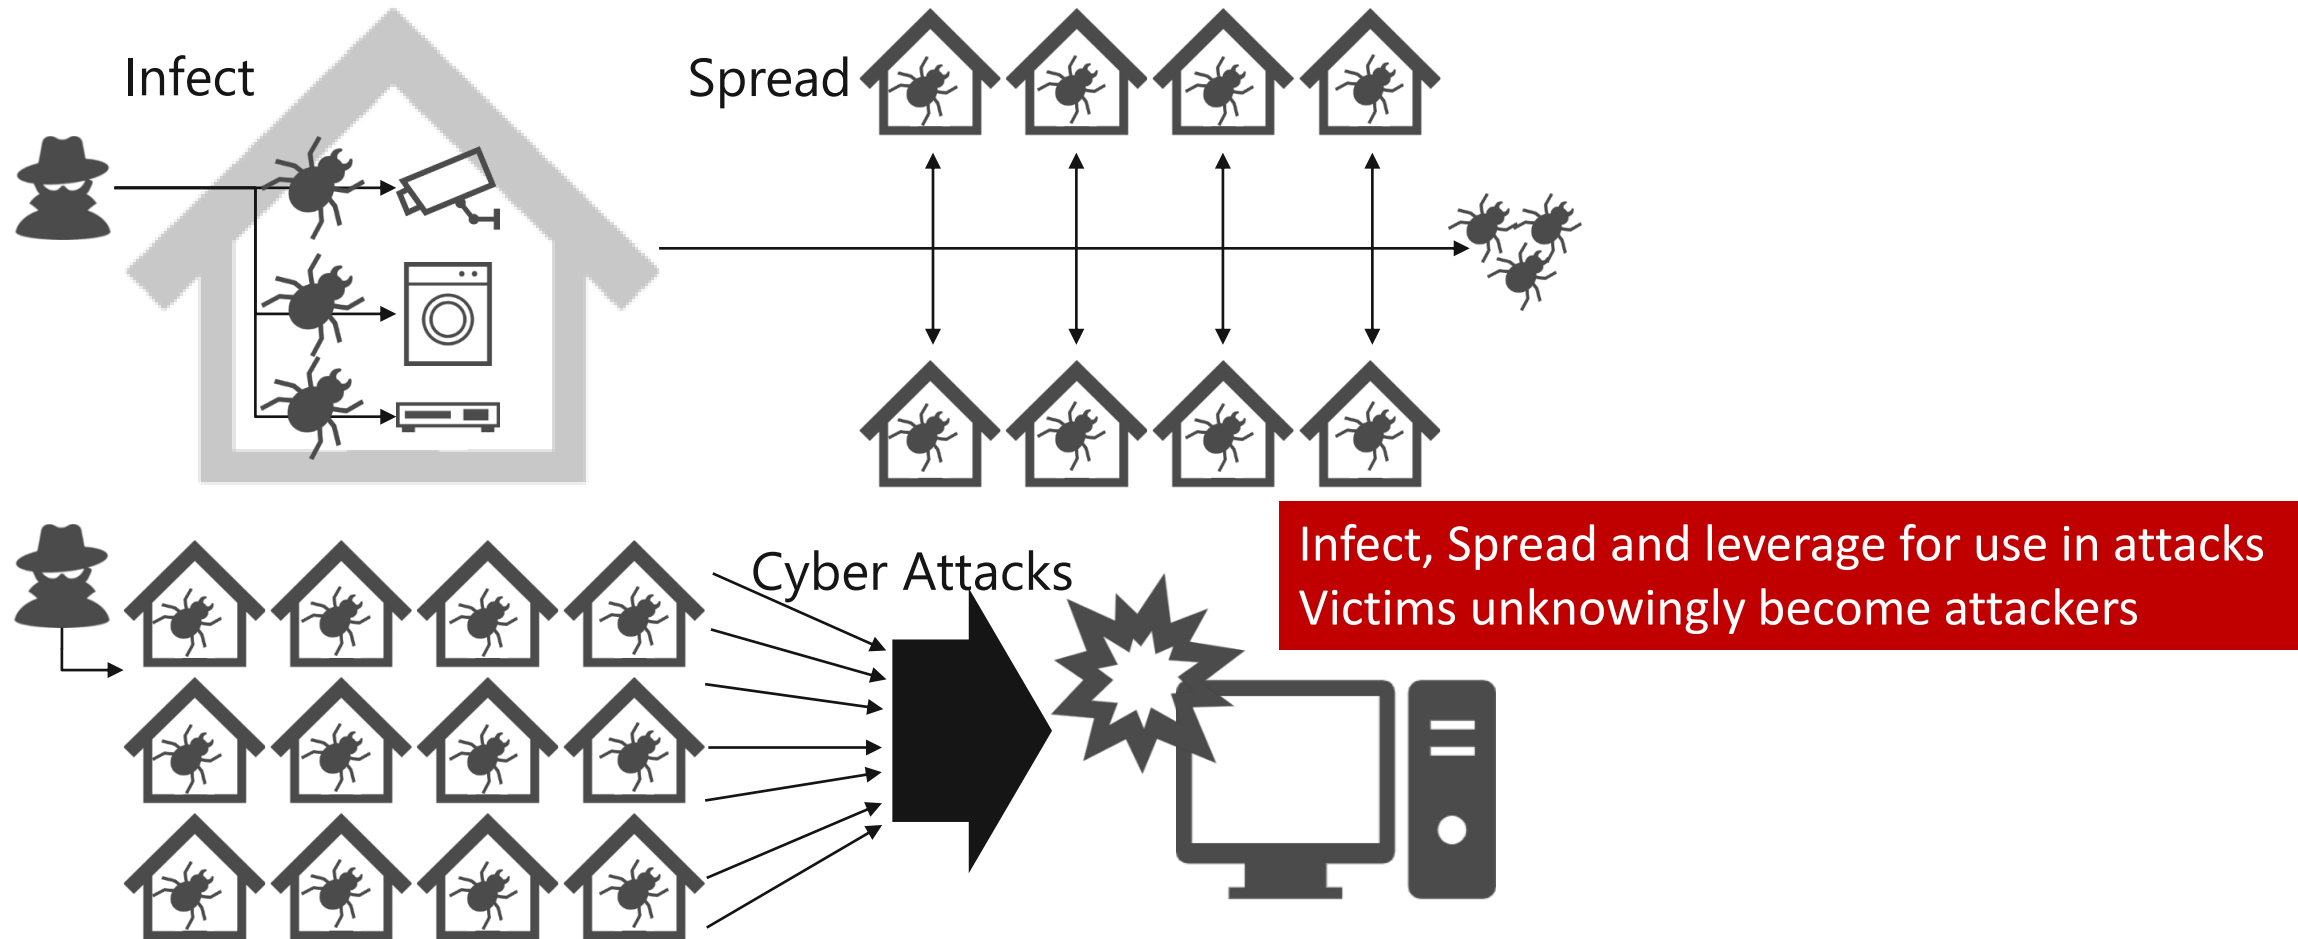 Infect
Spread
Cyber Attacks
Infect, Spread and leverage for use in attacks
Victims unknowingly become attackers